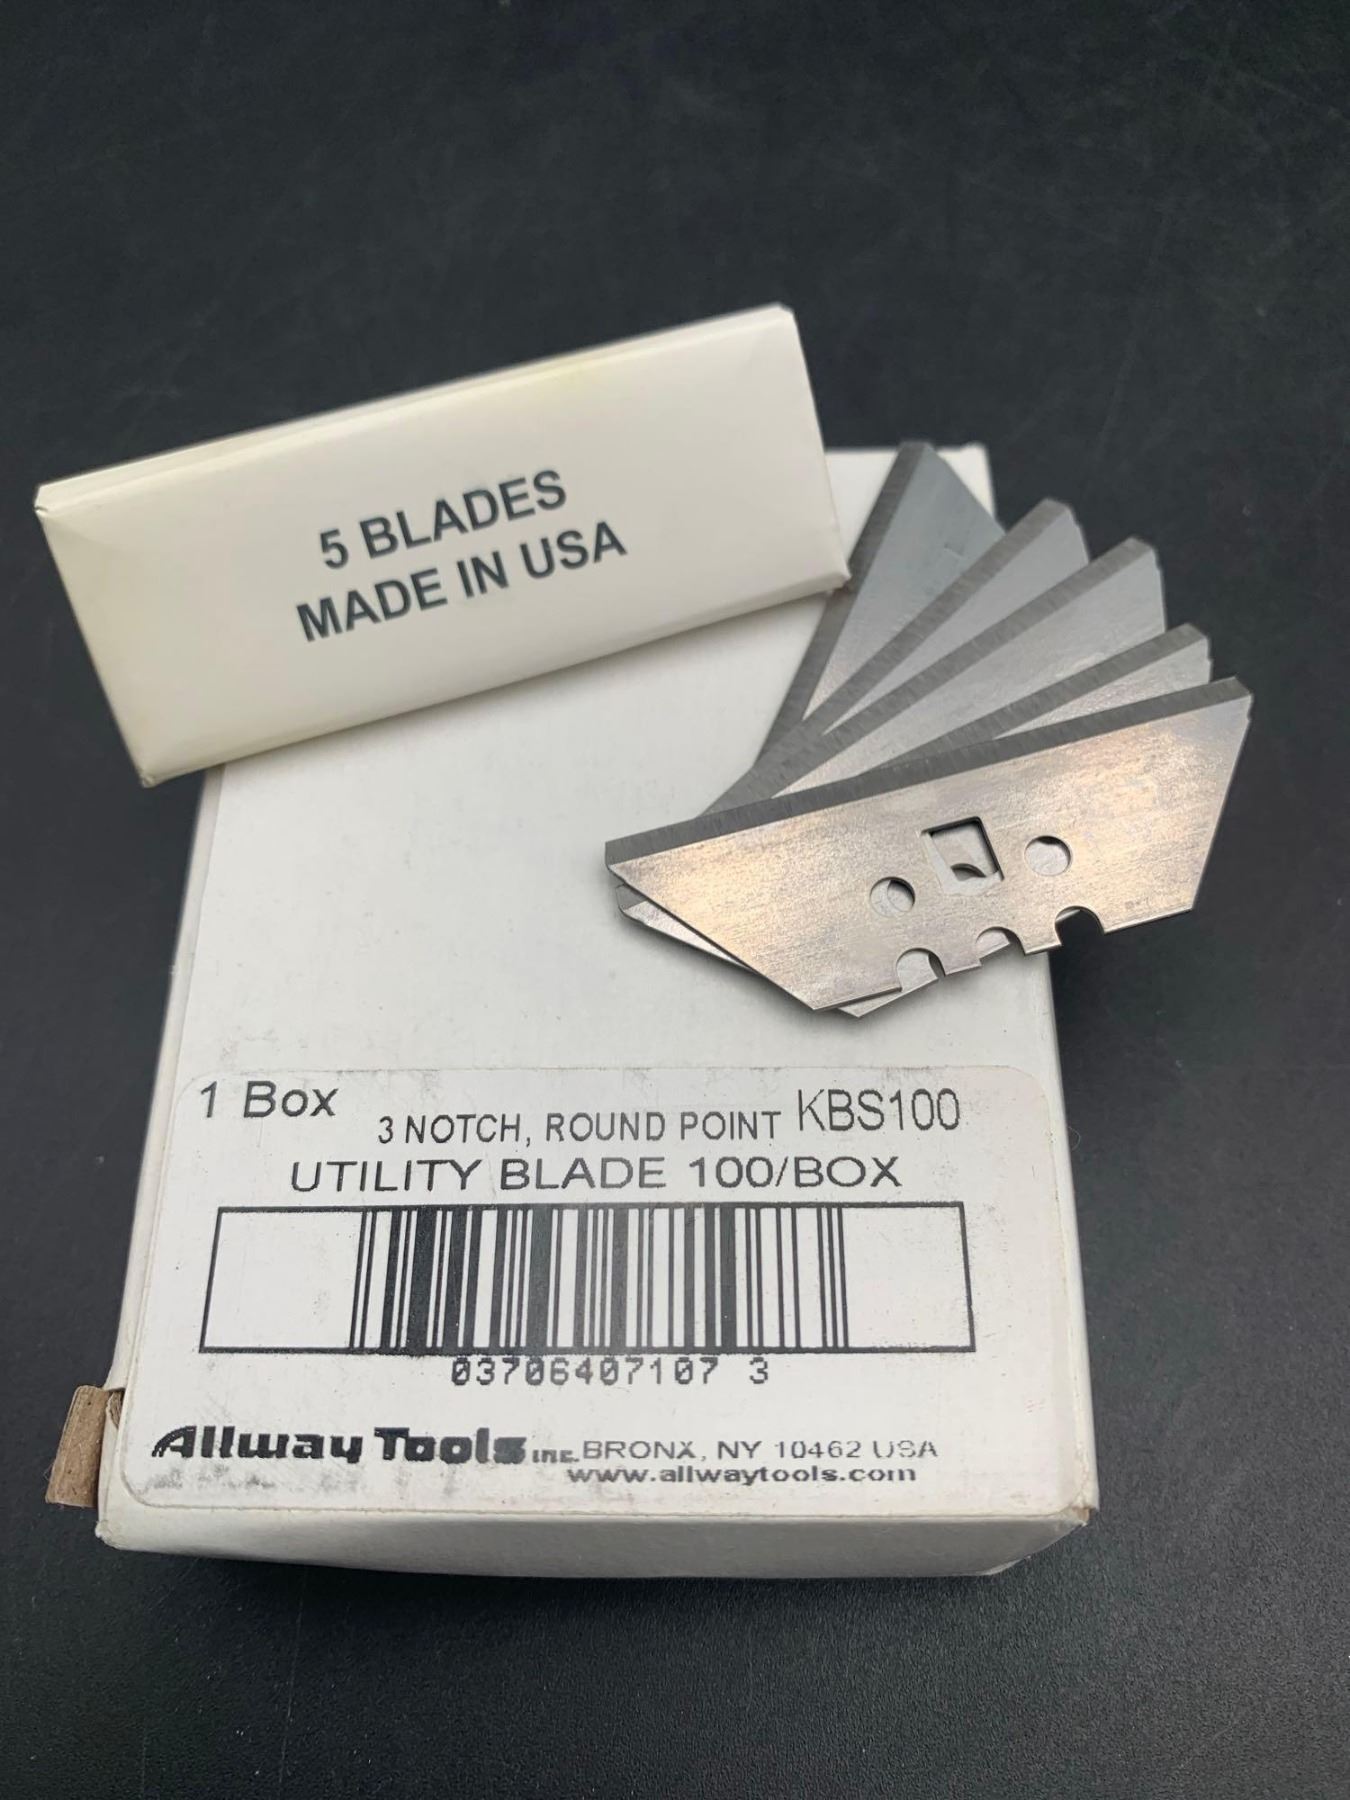 5 BLADES
MADE IN USA
1 Box
3 NOTCH, ROUND POINT KBS100
UTILITY BLADE 100/BOX
03706407107 3
Allway Tools INC. BRONX, NY 10462 USA
www.allwaytools.com